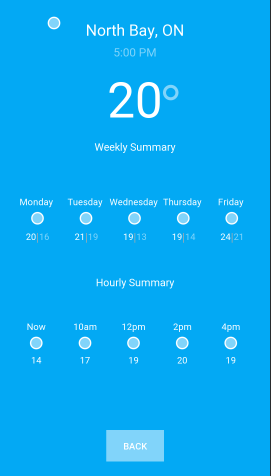 North Bay, ON
5:00 PM
20°
Weekly Summary
Monday Tuesday Wednesday Thursday Friday
20|16 21|19 19|13 19|14 24|21
Hourly Summary
Now 10am 12pm 2pm 4pm
14 17 19 20 19
BACK